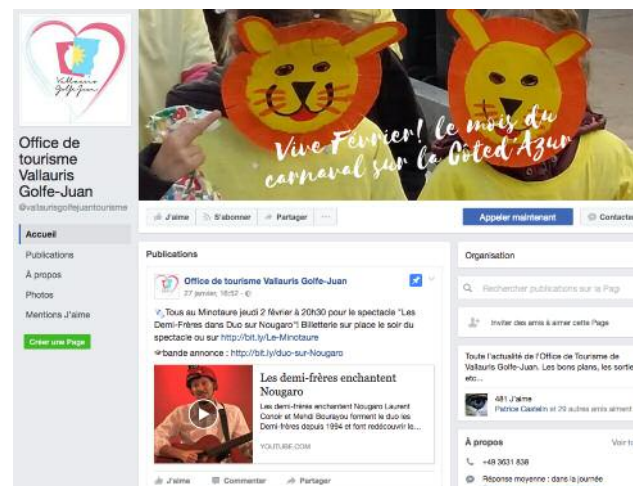 Vallauris
Golfe Juan
Office de
tourisme
Vallauris
Golfe-Juan
@vallaurisgolfejuantourisme
Accueil
Publications
À propos
Photos
Mentions J'aime
Créer une Page
Vive Février! le mois du
carnaval sur la Côted'Azur
J'aime
S'abonner
Partager
...
Appeler maintenant
Contacte
Publications
Office de tourisme Vallauris Golfe-Juan
27 janvier, 16:52
Tous au Minotaure jeudi 2 février à 20h30 pour le spectacle "Les
Demi-Frères dans Duo sur Nougaro"! Billetterie sur place le soir du
spectacle ou sur http://bit.ly/Le-Minotaure
bande annonce : http://bit.ly/duo-sur-Nougaro
Les demi-frères enchantent
Nougaro
Les demi-frères enchantent Nougaro Laurent
Conoir et Mehdi Bourayou forment le duo les
Demi-frères depuis 1994 et font redécouvrir le...
YOUTUBE.COM
J'aime
Commenter
Partager
Organisation
Rechercher publications sur la Page
Inviter des amis à aimer cette Page
Toute l'actualité de l'Office de Tourisme de
Vallauris Golfe-Juan. Les bons plans, les sortie
etc...
481 J'aime
Patrice Castelin et 29 autres amis aiment
À propos
Voir to
+49 3631 838
Réponse moyenne : dans la journée